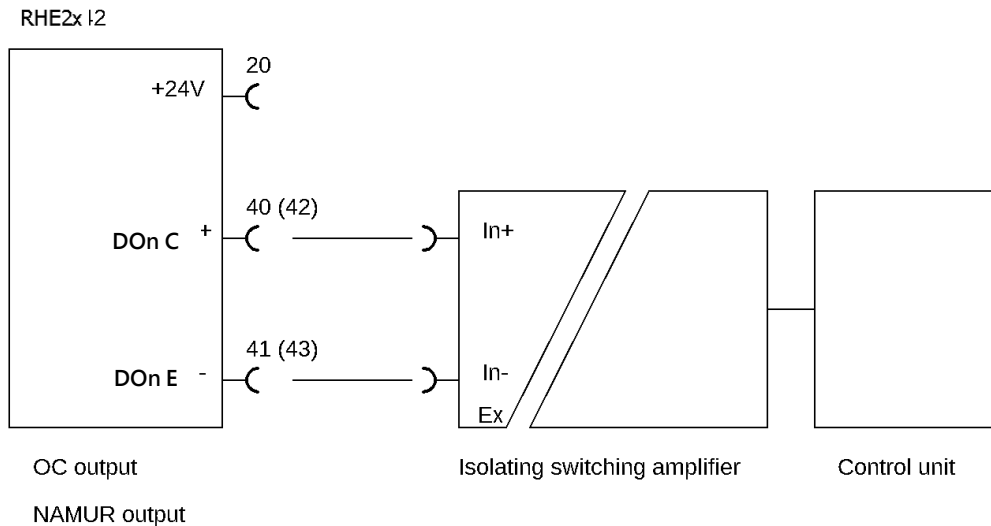 RHE2x I2
+24V
20
DOn C +
40 (42)
In+
DOn E -
41 (43)
In-
Ex
OC output
Isolating switching amplifier
Control unit
NAMUR output